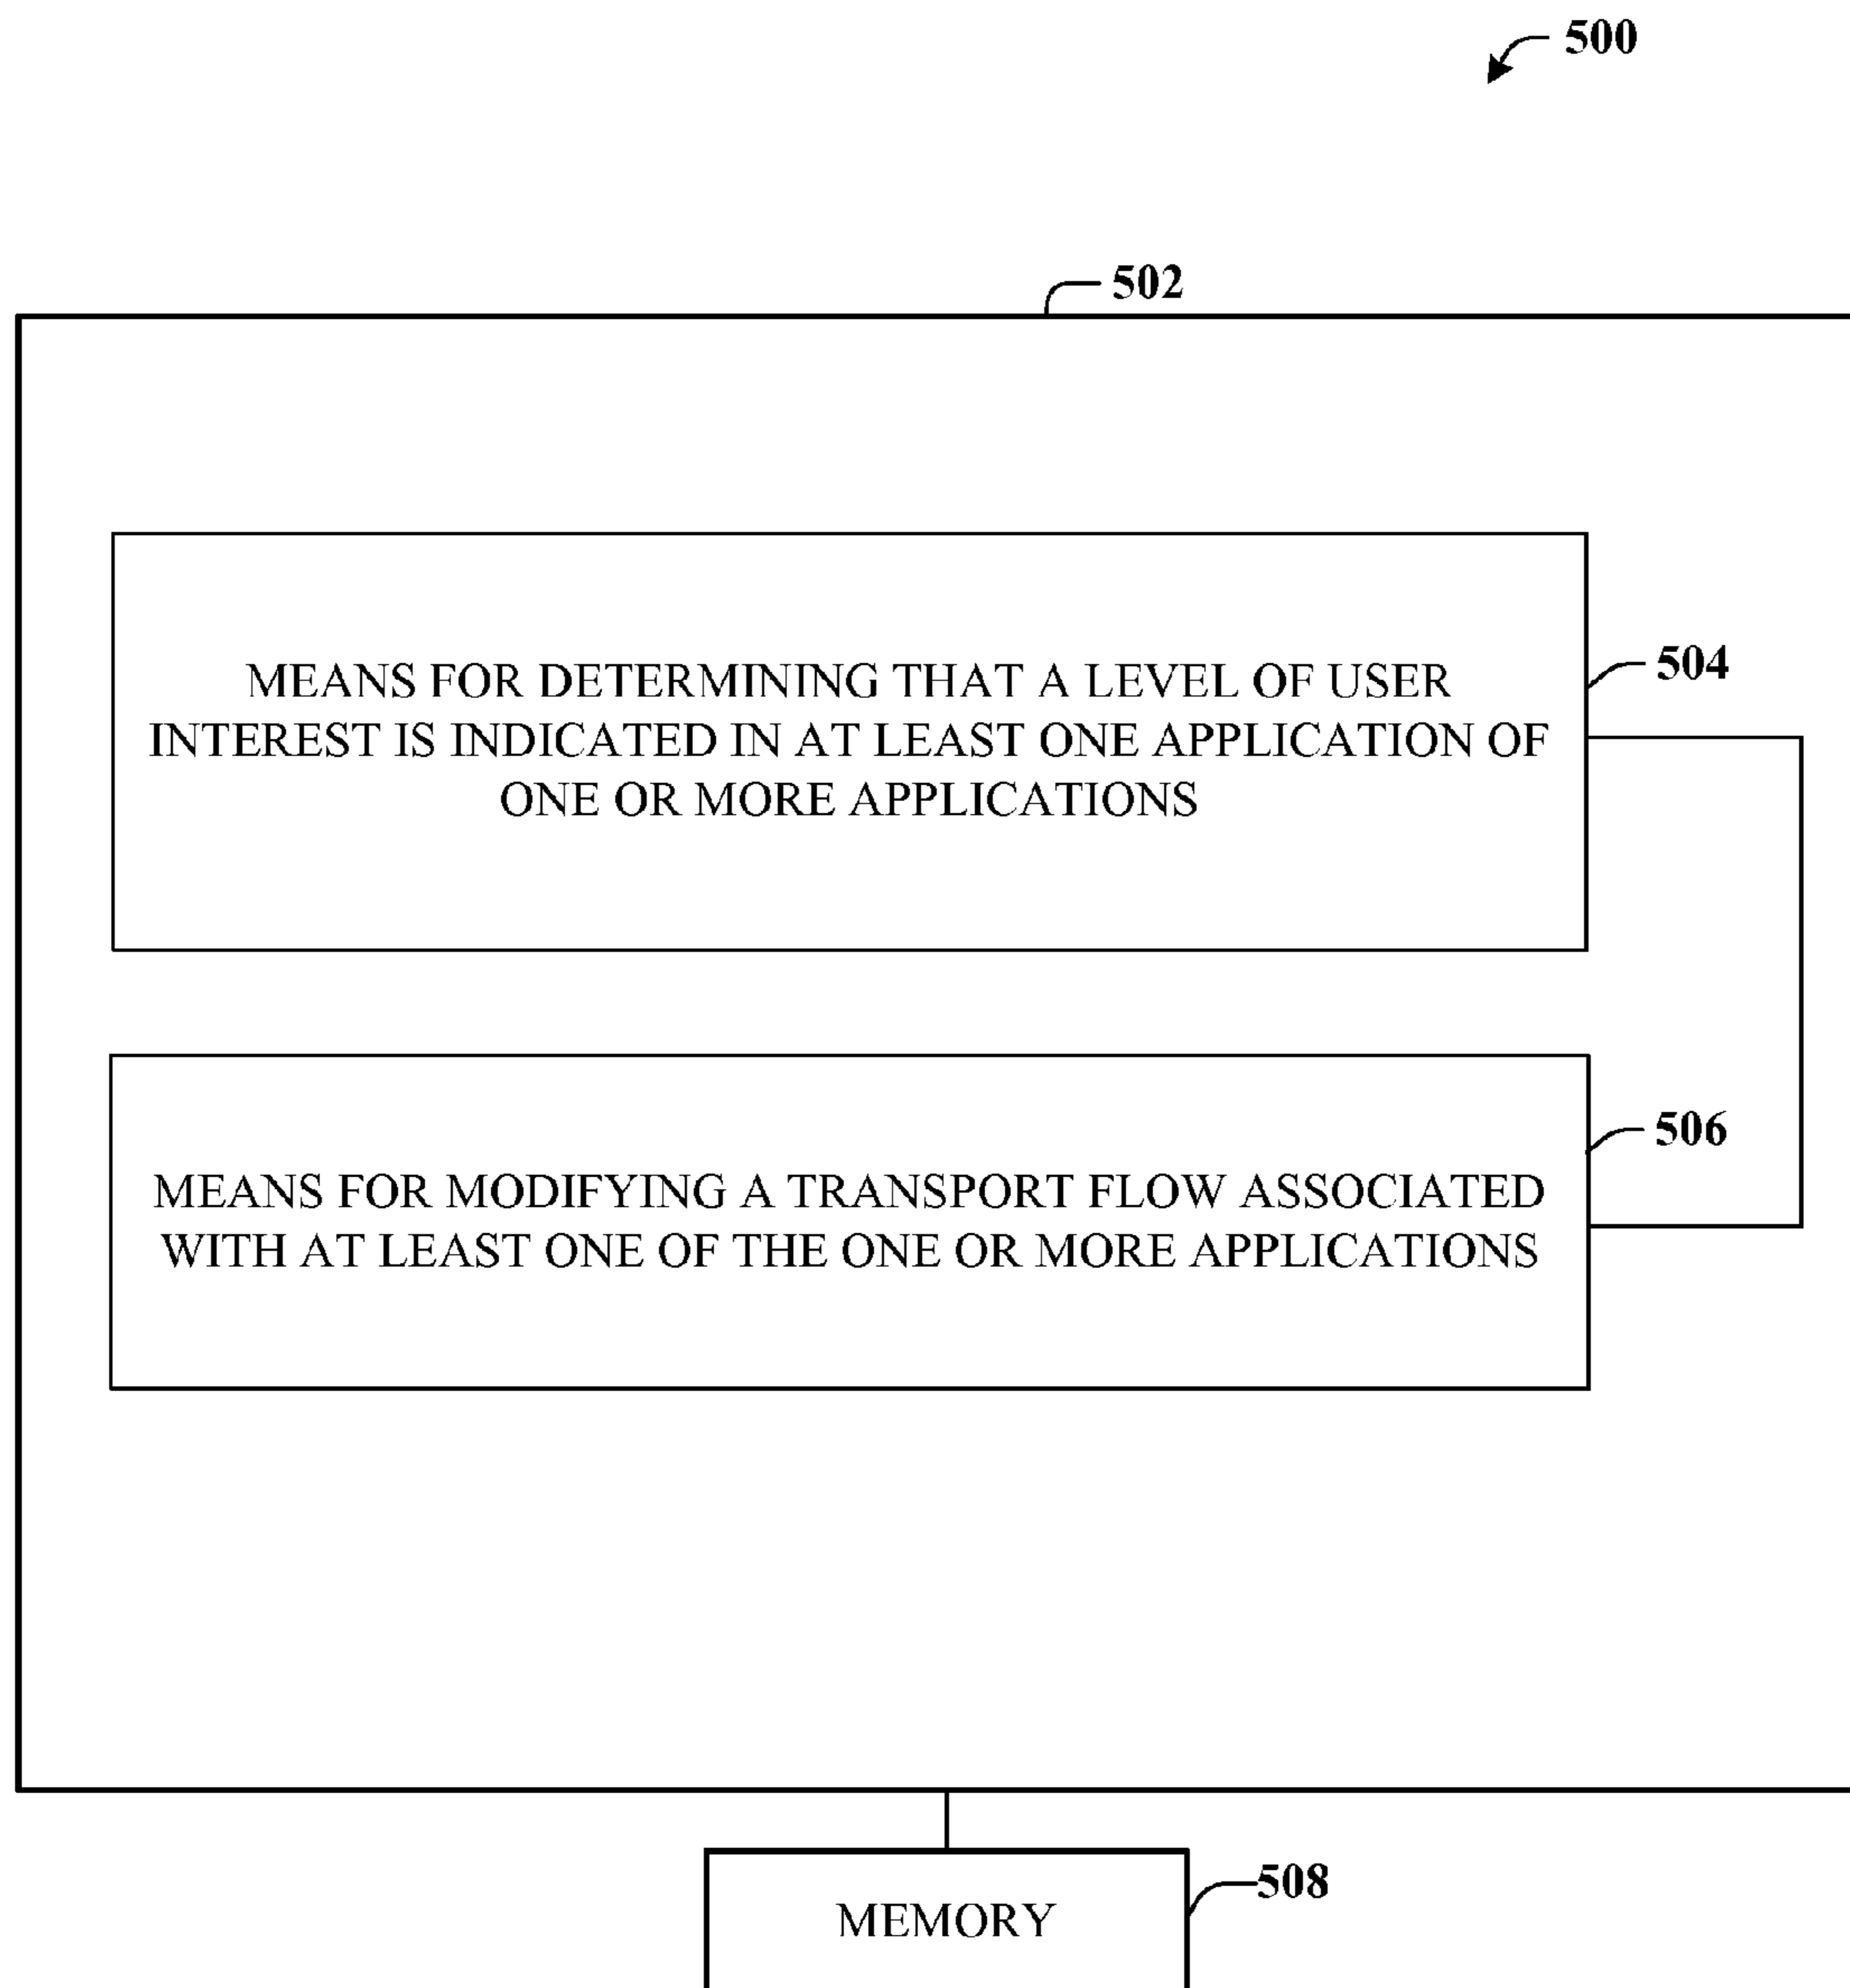 500
502
MEANS FOR DETERMINING THAT A LEVEL OF USER
INTEREST IS INDICATED IN AT LEAST ONE APPLICATION OF
ONE OR MORE APPLICATIONS
504
MEANS FOR MODIFYING A TRANSPORT FLOW ASSOCIATED
WITH AT LEAST ONE OF THE ONE OR MORE APPLICATIONS
506
MEMORY
508